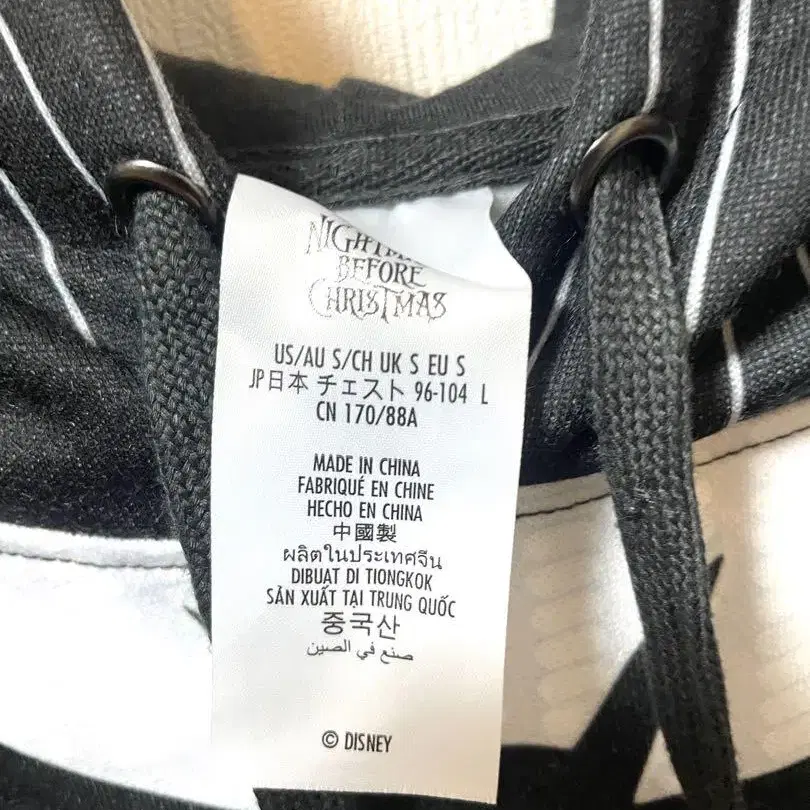 BEFORE
CHRISTMAS
US/AU S/CH UK S EU S
JP日本 チェスト 96-104 L
CN 170/88A
MADE IN CHINA
FABRIQUÉ EN CHINE
HECHO EN CHINA
中國製
ผลิตในประเทศจีน
DIBUAT DI TIONGKOK
SẢN XUẤT TẠI TRUNG QUỐC
중국산
صنع في الصين
© DISNEY